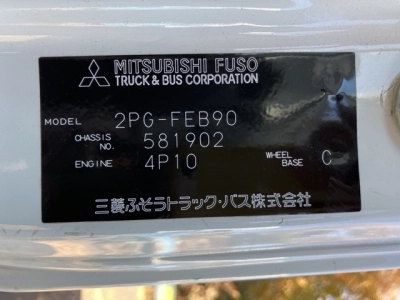 MITSUBISHI FUSO
TRUCK & BUS CORPORATION
MODEL 2PG-FEB90
CHASSIS NO. 581902
ENGINE 4P10 WHEEL BASE C
三菱ふそうトラック・バス株式会社